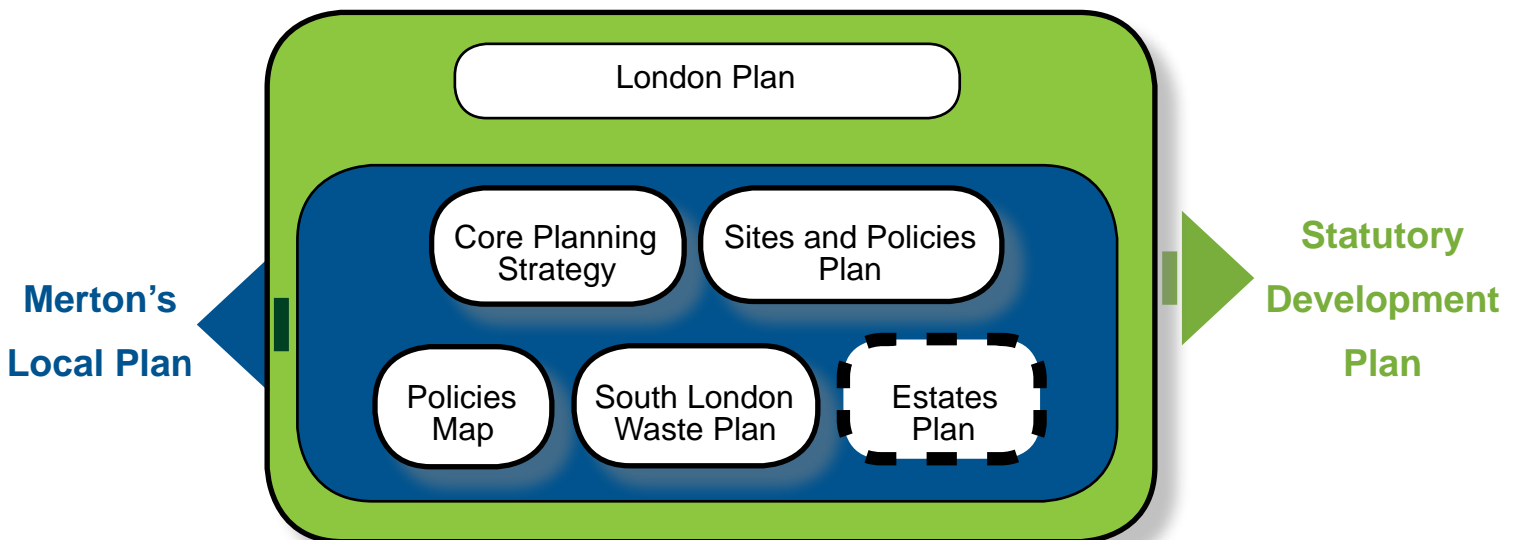 London Plan
Core Planning
Strategy
Sites and Policies
Plan
Merton’s
Local Plan
Statutory
Development
Plan
Policies
Map
South London
Waste Plan
Estates
Plan